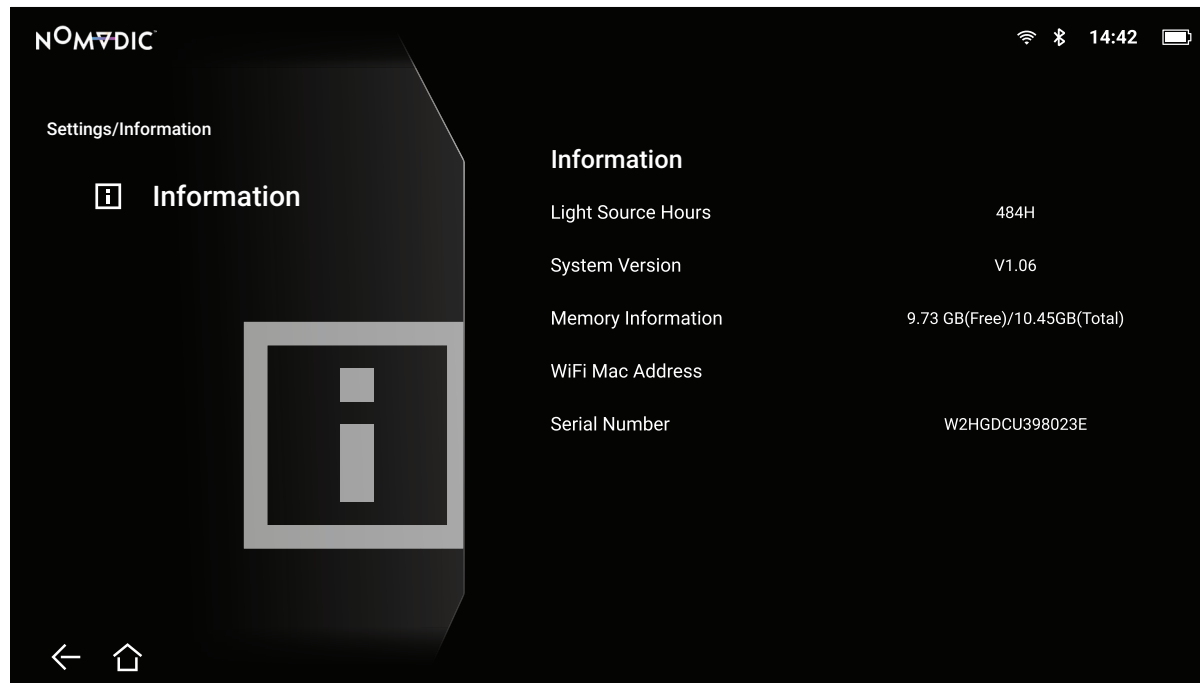 NOMADIC
14:42
Settings/Information
Information
Information
Light Source Hours 484H
System Version V1.06
Memory Information 9.73 GB(Free)/10.45GB(Total)
WiFi Mac Address
Serial Number W2HGDCU398023E